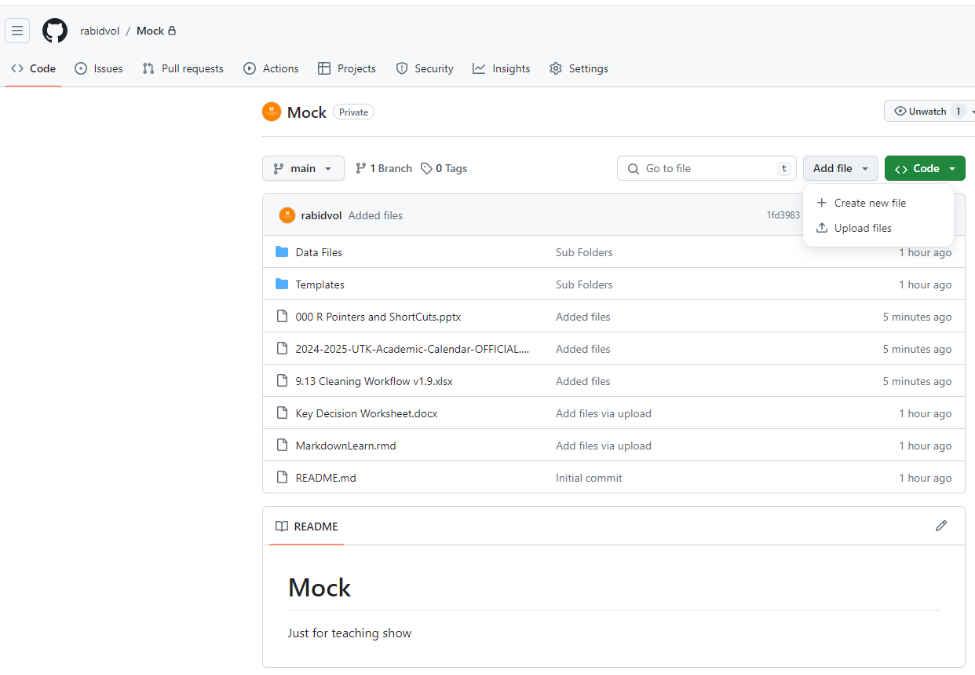 rabidvol / Mock
Code Issues Pull requests Actions Projects Security Insights Settings
Mock Private
Unwatch 1
main 1 Branch 0 Tags Go to file t Add file Code
rabidvol Added files 1fd3983
Create new file
Upload files
Data Files Sub Folders 1 hour ago
Templates Sub Folders 1 hour ago
000 R Pointers and ShortCuts.pptx Added files 5 minutes ago
2024-2025-UTK-Academic-Calendar-OFFICIAL.... Added files 5 minutes ago
9.13 Cleaning Workflow v1.9.xlsx Added files 5 minutes ago
Key Decision Worksheet.docx Add files via upload 1 hour ago
MarkdownLearn.rmd Add files via upload 1 hour ago
README.md Initial commit 1 hour ago
README
Mock
Just for teaching show